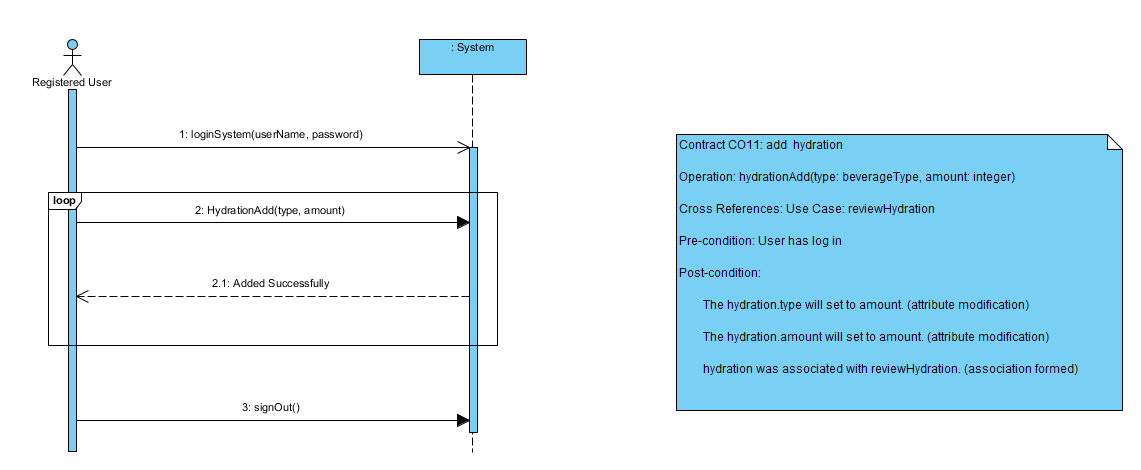 Registered User
: System
1: loginSystem(userName, password)
loop
2: HydrationAdd(type, amount)
2.1: Added Successfully
3: signOut()
Contract CO11: add  hydration
Operation: hydrationAdd(type: beverageType, amount: integer)
Cross References: Use Case: reviewHydration
Pre-condition: User has log in
Post-condition:
The hydration.type will set to amount. (attribute modification)
The hydration.amount will set to amount. (attribute modification)
hydration was associated with reviewHydration. (association formed)